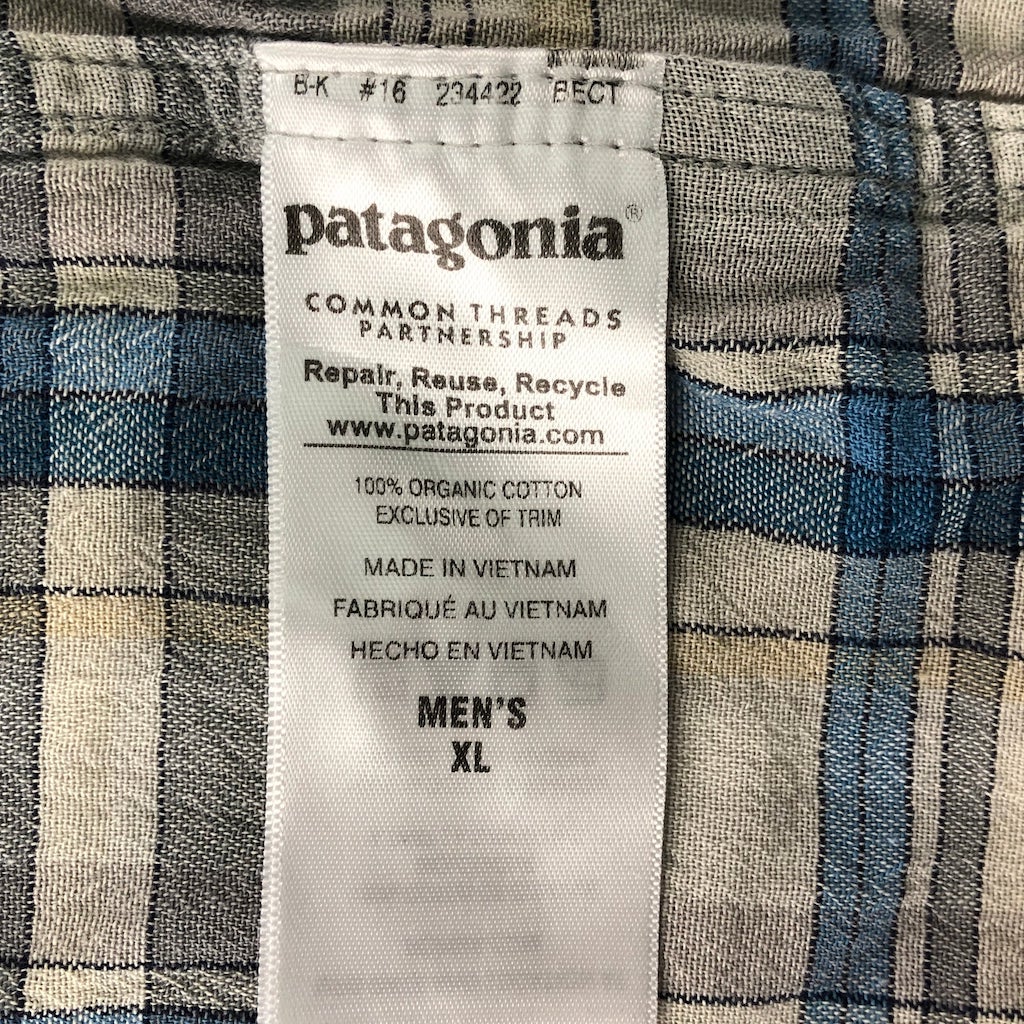 B-K #16 234422 BECT
patagonia®
COMMON THREADS
PARTNERSHIP
Repair, Reuse, Recycle
This Product
www.patagonia.com
100% ORGANIC COTTON
EXCLUSIVE OF TRIM
MADE IN VIETNAM
FABRIQUÉ AU VIETNAM
HECHO EN VIETNAM
MEN'S
XL